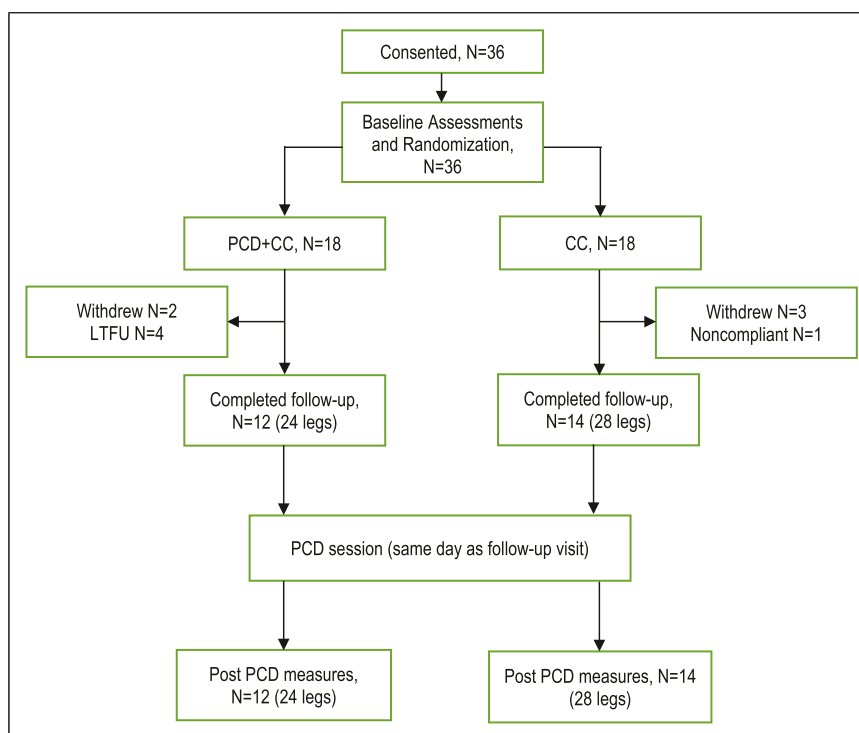 Consented, N=36
Baseline Assessments
and Randomization,
N=36
PCD+CC, N=18
CC, N=18
Withdrew N=2
LTFU N=4
Withdrew N=3
Noncompliant N=1
Completed follow-up,
N=12 (24 legs)
Completed follow-up,
N=14 (28 legs)
PCD session (same day as follow-up visit)
Post PCD measures,
N=12 (24 legs)
Post PCD measures, N=14
(28 legs)